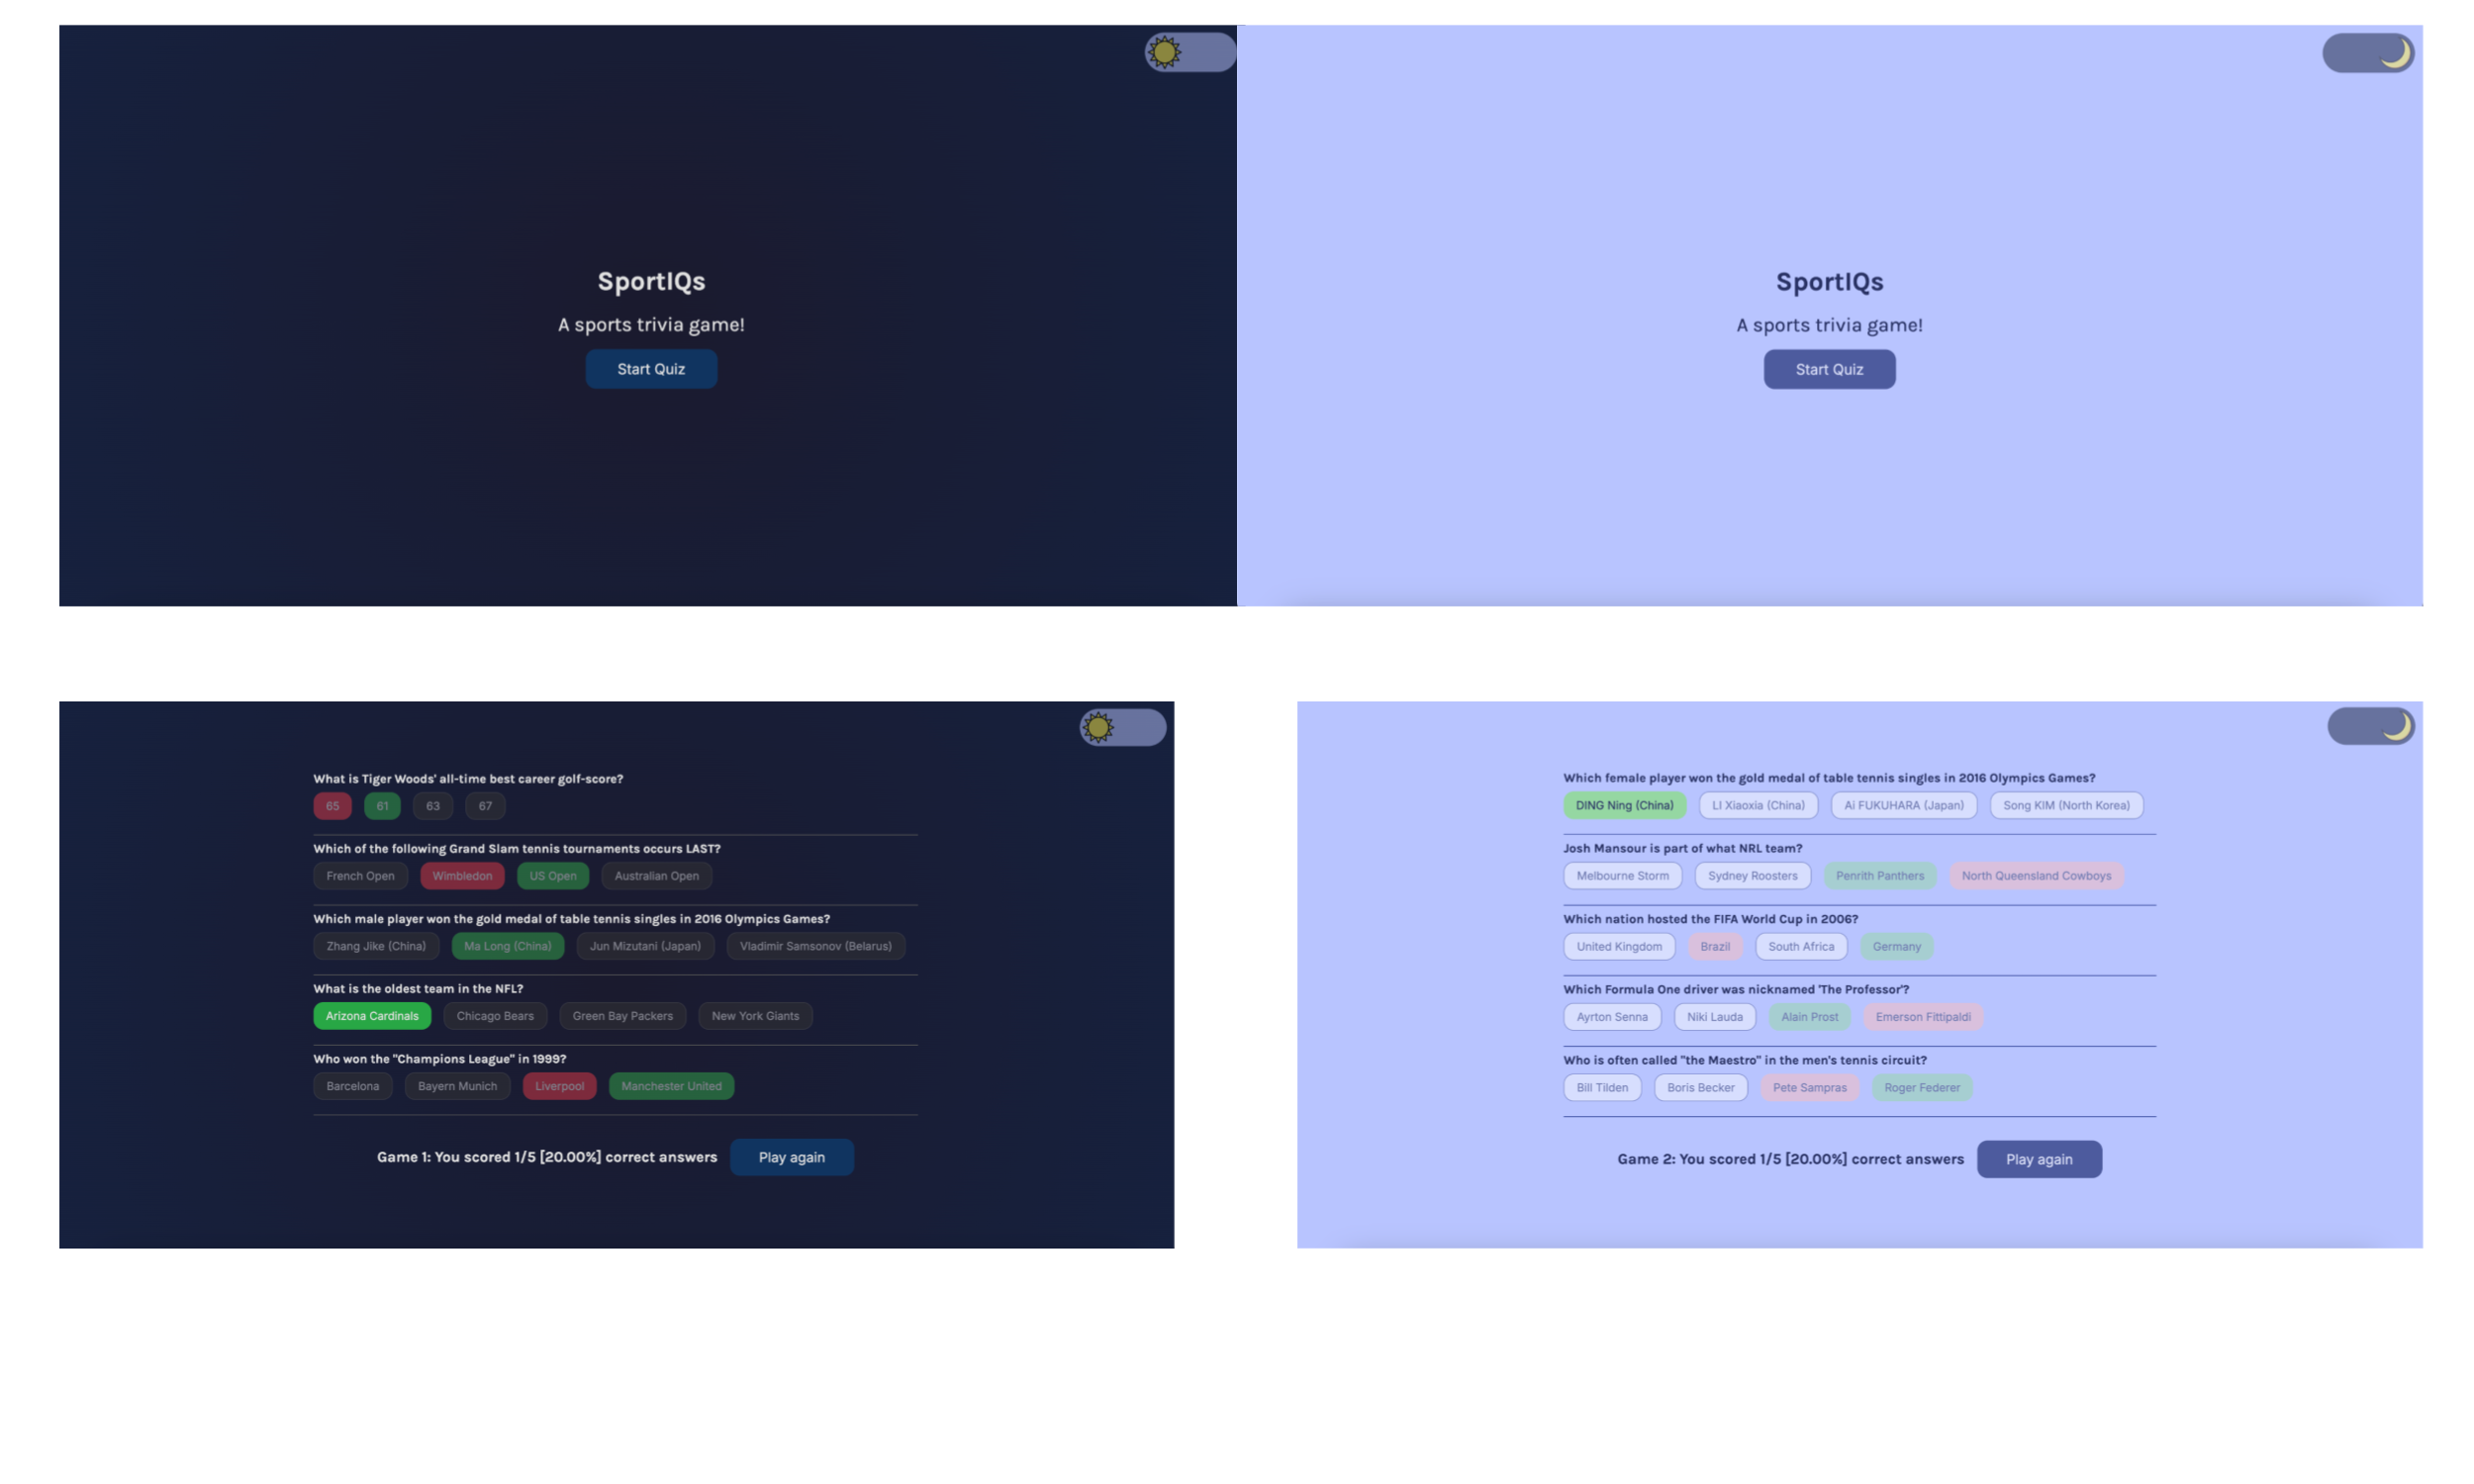 SportIQs
A sports trivia game!
Start Quiz
SportIQs
A sports trivia game!
Start Quiz
What is Tiger Woods' all-time best career golf-score?
65 61 63 67
Which of the following Grand Slam tennis tournaments occurs LAST?
French Open Wimbledon US Open Australian Open
Which male player won the gold medal of table tennis singles in 2016 Olympics Games?
Zhang Jike (China) Ma Long (China) Jun Mizutani (Japan) Vladimir Samsonov (Belarus)
What is the oldest team in the NFL?
Arizona Cardinals Chicago Bears Green Bay Packers New York Giants
Who won the "Champions League" in 1999?
Barcelona Bayern Munich Liverpool Manchester United
Game 1: You scored 1/5 [20.00%] correct answers Play again
Which female player won the gold medal of table tennis singles in 2016 Olympics Games?
DING Ning (China) LI Xiaoxia (China) Ai FUKUHARA (Japan) Song KIM (North Korea)
Josh Mansour is part of what NRL team?
Melbourne Storm Sydney Roosters Penrith Panthers North Queensland Cowboys
Which nation hosted the FIFA World Cup in 2006?
United Kingdom Brazil South Africa Germany
Which Formula One driver was nicknamed 'The Professor'?
Ayrton Senna Niki Lauda Alain Prost Emerson Fittipaldi
Who is often called "the Maestro" in the men's tennis circuit?
Bill Tilden Boris Becker Pete Sampras Roger Federer
Game 2: You scored 1/5 [20.00%] correct answers Play again